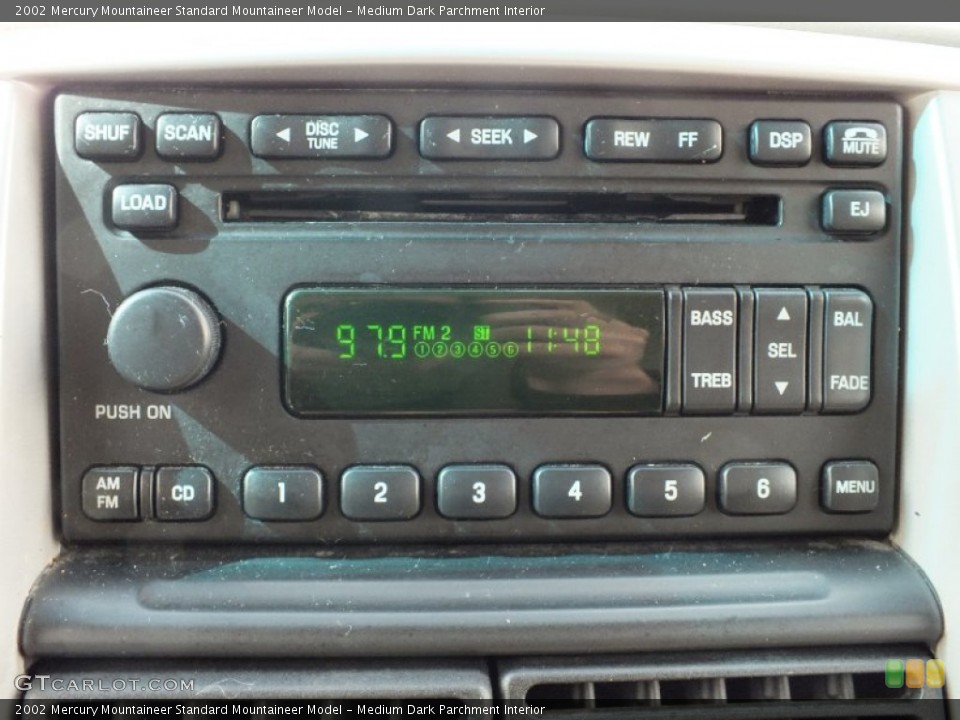 2002 Mercury Mountaineer Standard Mountaineer Model - Medium Dark Parchment Interior
SHUF SCAN ◄ DISC TUNE ► ◄ SEEK ► REW FF DSP MUTE
LOAD EJ
97.9 FM 2 ST 11:48
①②③④⑤⑥
BASS ▲ BAL
SEL
TREB ▼ FADE
PUSH ON
AM FM CD 1 2 3 4 5 6 MENU
GTCARLOT.COM
2002 Mercury Mountaineer Standard Mountaineer Model - Medium Dark Parchment Interior